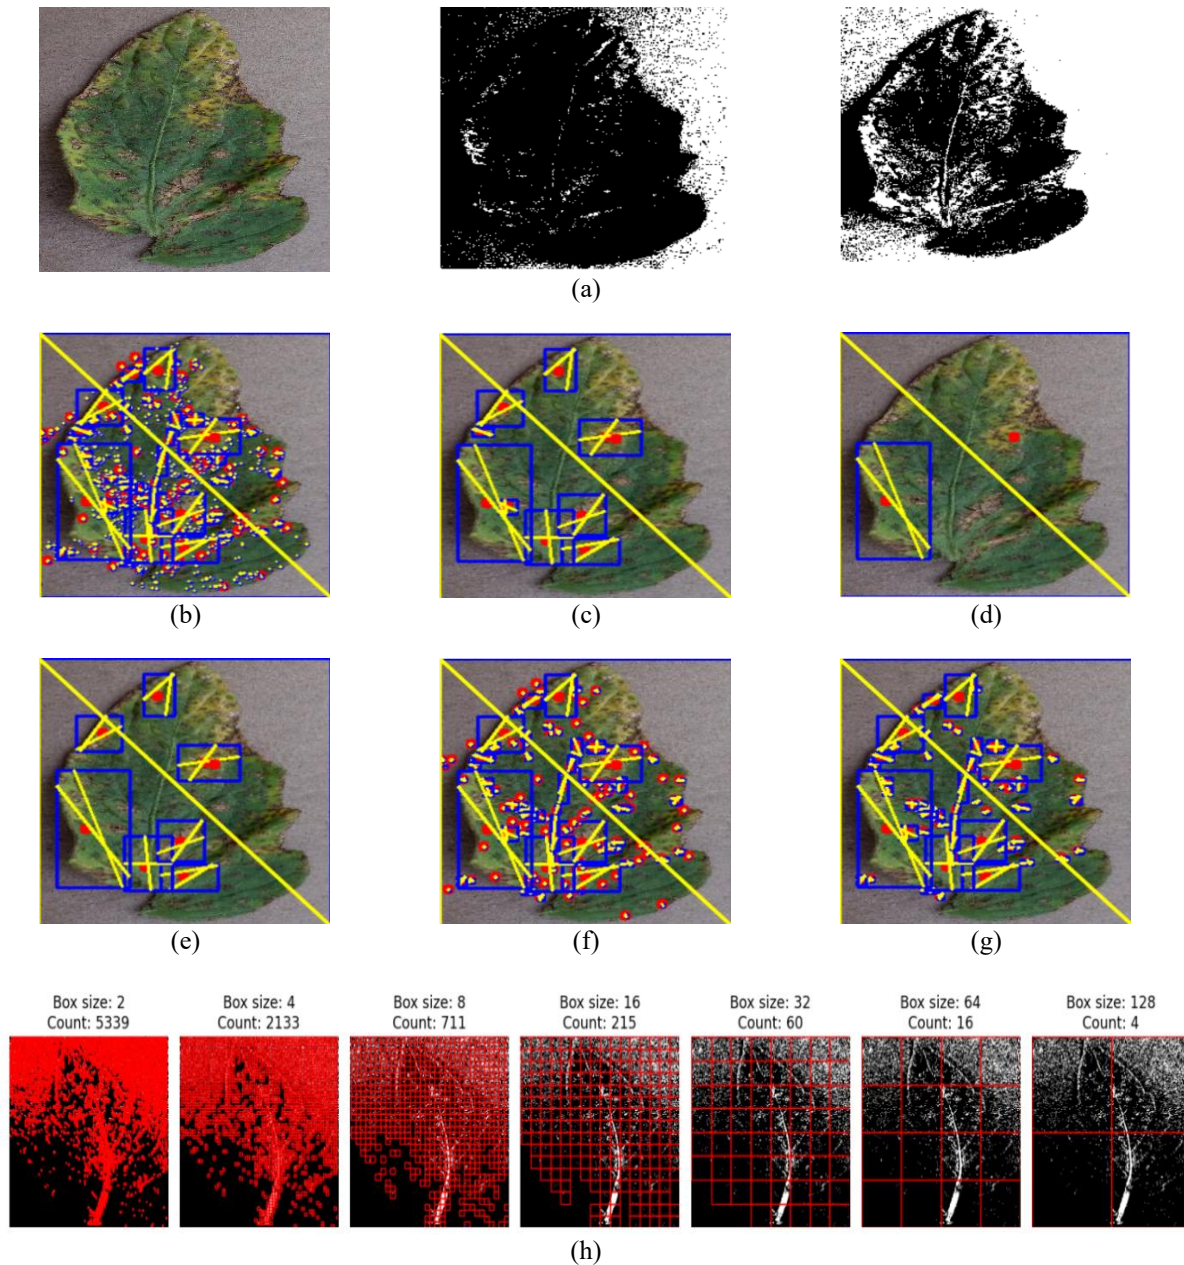 (a)
(b)
(c)
(d)
(e)
(f)
(g)
Box size: 2
Count: 5339
Box size: 4
Count: 2133
Box size: 8
Count: 711
Box size: 16
Count: 215
Box size: 32
Count: 60
Box size: 64
Count: 16
Box size: 128
Count: 4
(h)